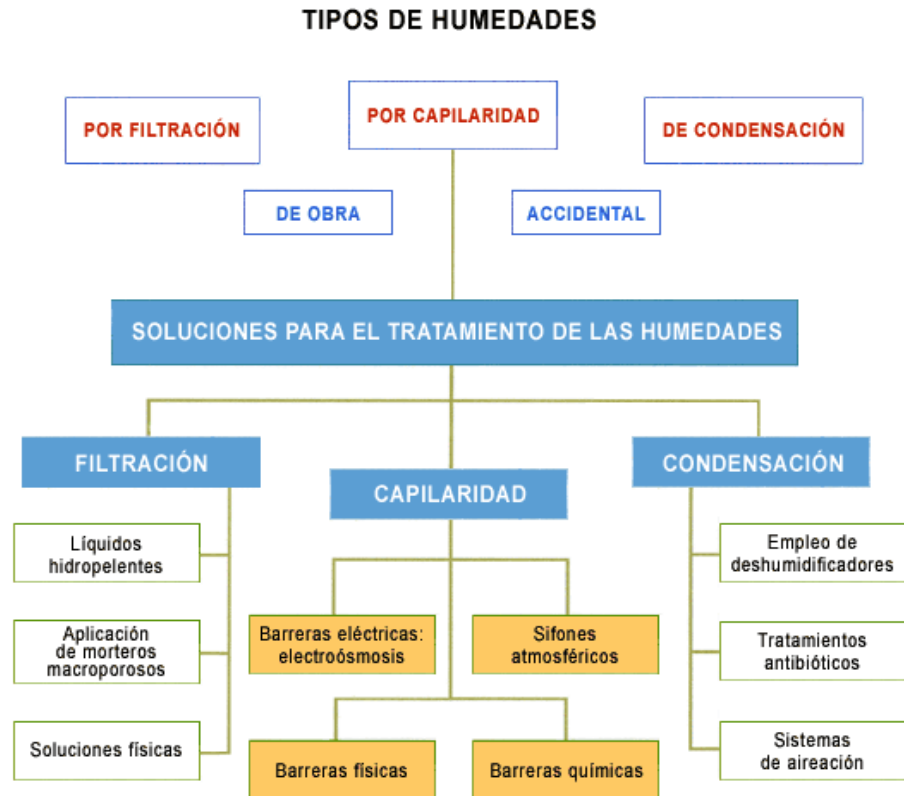 TIPOS DE HUMEDADES
POR FILTRACIÓN
POR CAPILARIDAD
DE CONDENSACIÓN
DE OBRA
ACCIDENTAL
SOLUCIONES PARA EL TRATAMIENTO DE LAS HUMEDADES
FILTRACIÓN
Líquidos
hidropelentes
Aplicación
de morteros
macroporosos
Soluciones físicas
CAPILARIDAD
Barreras eléctricas:
electroósmosis
Sifones
atmosféricos
Barreras físicas
Barreras químicas
CONDENSACIÓN
Empleo de
deshumidificadores
Tratamientos
antibióticos
Sistemas
de aireación